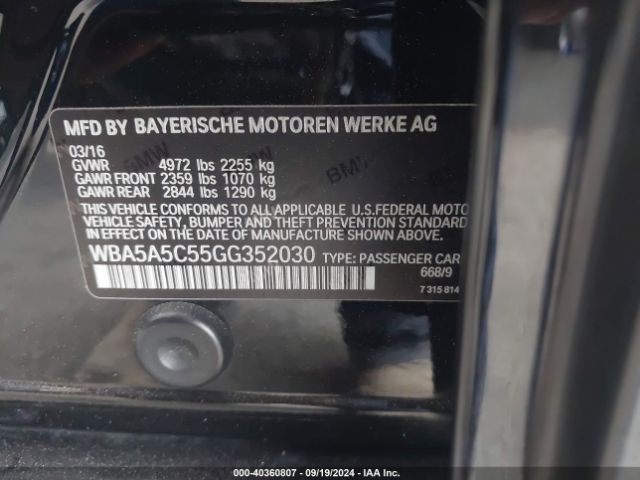 MFD BY BAYERISCHE MOTOREN WERKE AG
03/16
GVWR 4972 lbs 2255 kg
GAWR FRONT 2359 lbs 1070 kg
GAWR REAR 2844 lbs 1290 kg
THIS VEHICLE CONFORMS TO ALL APPLICABLE U.S.FEDERAL MOTO
VEHICLE SAFETY, BUMPER AND THEFT PREVENTION STANDARD
IN EFFECT ON THE DATE OF MANUFACTURE SHOWN ABOVE.
WBA5A5C55GG352030 TYPE: PASSENGER CAR
668/9
7 315 814
000-40360807 - 09/19/2024 - IAA Inc.